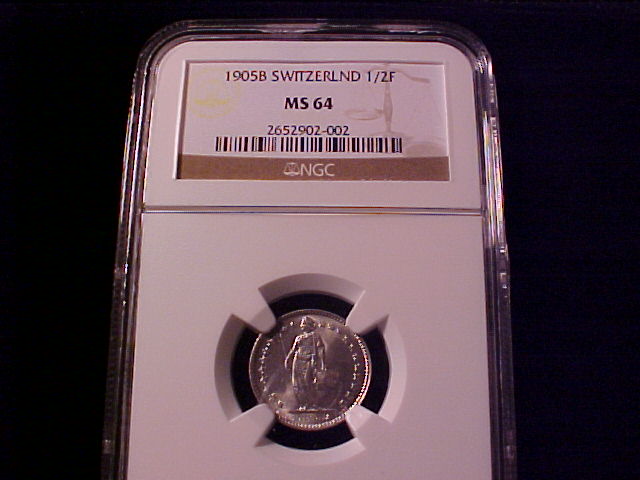 1905B SWITZERLND 1/2F
MS 64
2652902-002
NGC